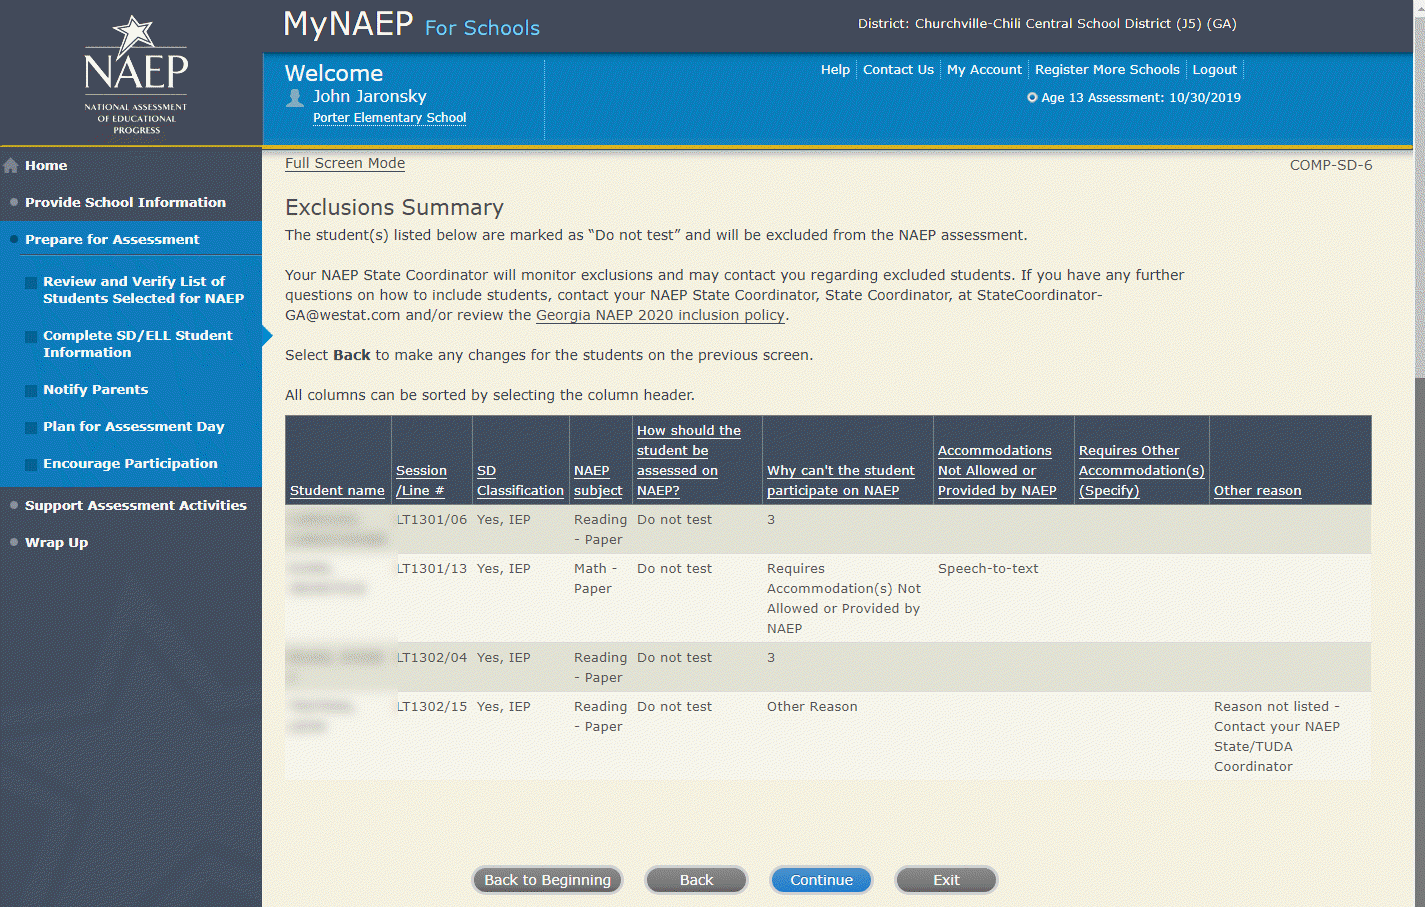 MyNAEP For Schools
District: Churchville-Chili Central School District (J5) (GA)
NAEP
NATIONAL ASSESSMENT
OF EDUCATIONAL
PROGRESS
Welcome
John Jaronsky
Porter Elementary School
Help Contact Us My Account Register More Schools Logout
Age 13 Assessment: 10/30/2019
Home
Provide School Information
Prepare for Assessment
Review and Verify List of
Students Selected for NAEP
Complete SD/ELL Student
Information
Notify Parents
Plan for Assessment Day
Encourage Participation
Support Assessment Activities
Wrap Up
Full Screen Mode
COMP-SD-6
Exclusions Summary
The student(s) listed below are marked as “Do not test” and will be excluded from the NAEP assessment.
Your NAEP State Coordinator will monitor exclusions and may contact you regarding excluded students. If you have any further
questions on how to include students, contact your NAEP State Coordinator, State Coordinator, at StateCoordinator-
GA@westat.com and/or review the Georgia NAEP 2020 inclusion policy.
Select Back to make any changes for the students on the previous screen.
All columns can be sorted by selecting the column header.
Student name
Session
/Line #
SD
Classification
NAEP
subject
How should the
student be
assessed on
NAEP?
Why can't the student
participate on NAEP
Accommodations
Not Allowed or
Provided by NAEP
Requires Other
Accommodation(s)
(Specify)
Other reason
LT1301/06 Yes, IEP Reading Do not test 3
- Paper
LT1301/13 Yes, IEP Math - Do not test Requires Speech-to-text
Paper Accommodation(s) Not
Allowed or Provided by
NAEP
LT1302/04 Yes, IEP Reading Do not test 3
- Paper
LT1302/15 Yes, IEP Reading Do not test Other Reason Reason not listed -
- Paper Contact your NAEP
State/TUDA
Coordinator
Back to Beginning Back Continue Exit